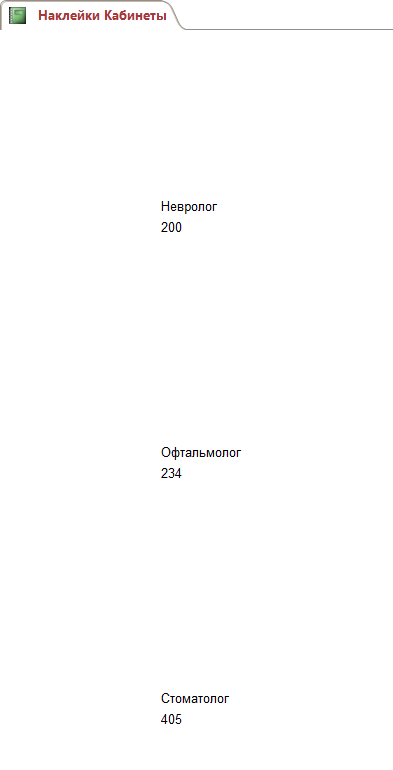 Наклейки Кабинеты
Невролог
200
Офтальмолог
234
Стоматолог
405